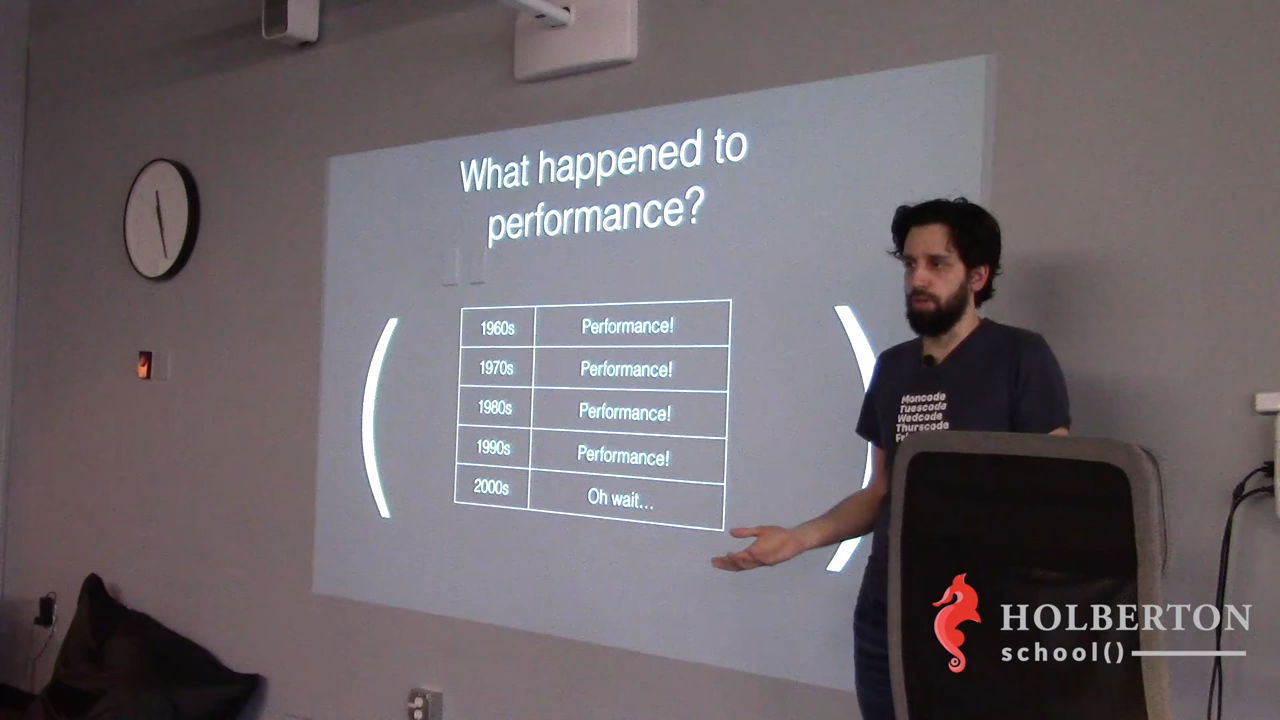 What happened to
performance?
1960s Performance!
1970s Performance!
1980s Performance!
1990s Performance!
2000s Oh wait...
Moncode
Tuescode
Wedcode
Thurscode
HOLBERTON
school()